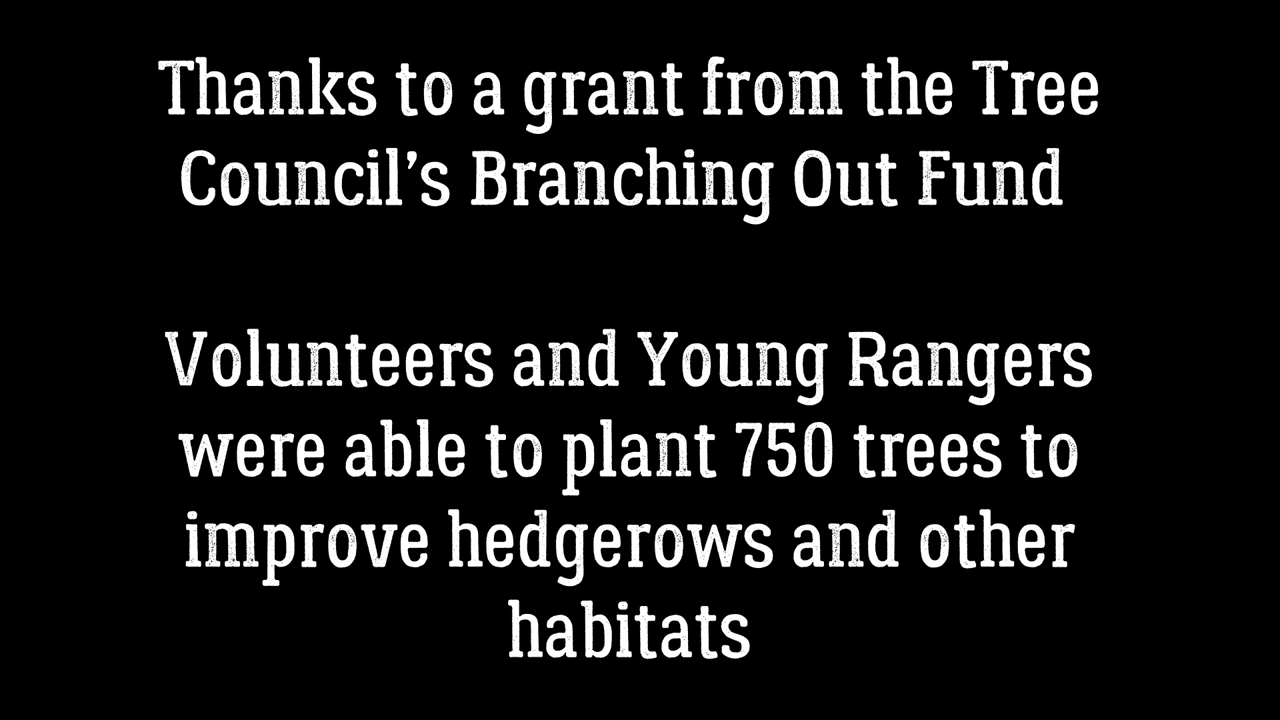 Thanks to a grant from the Tree
Council’s Branching Out Fund
Volunteers and Young Rangers
were able to plant 750 trees to
improve hedgerows and other
habitats